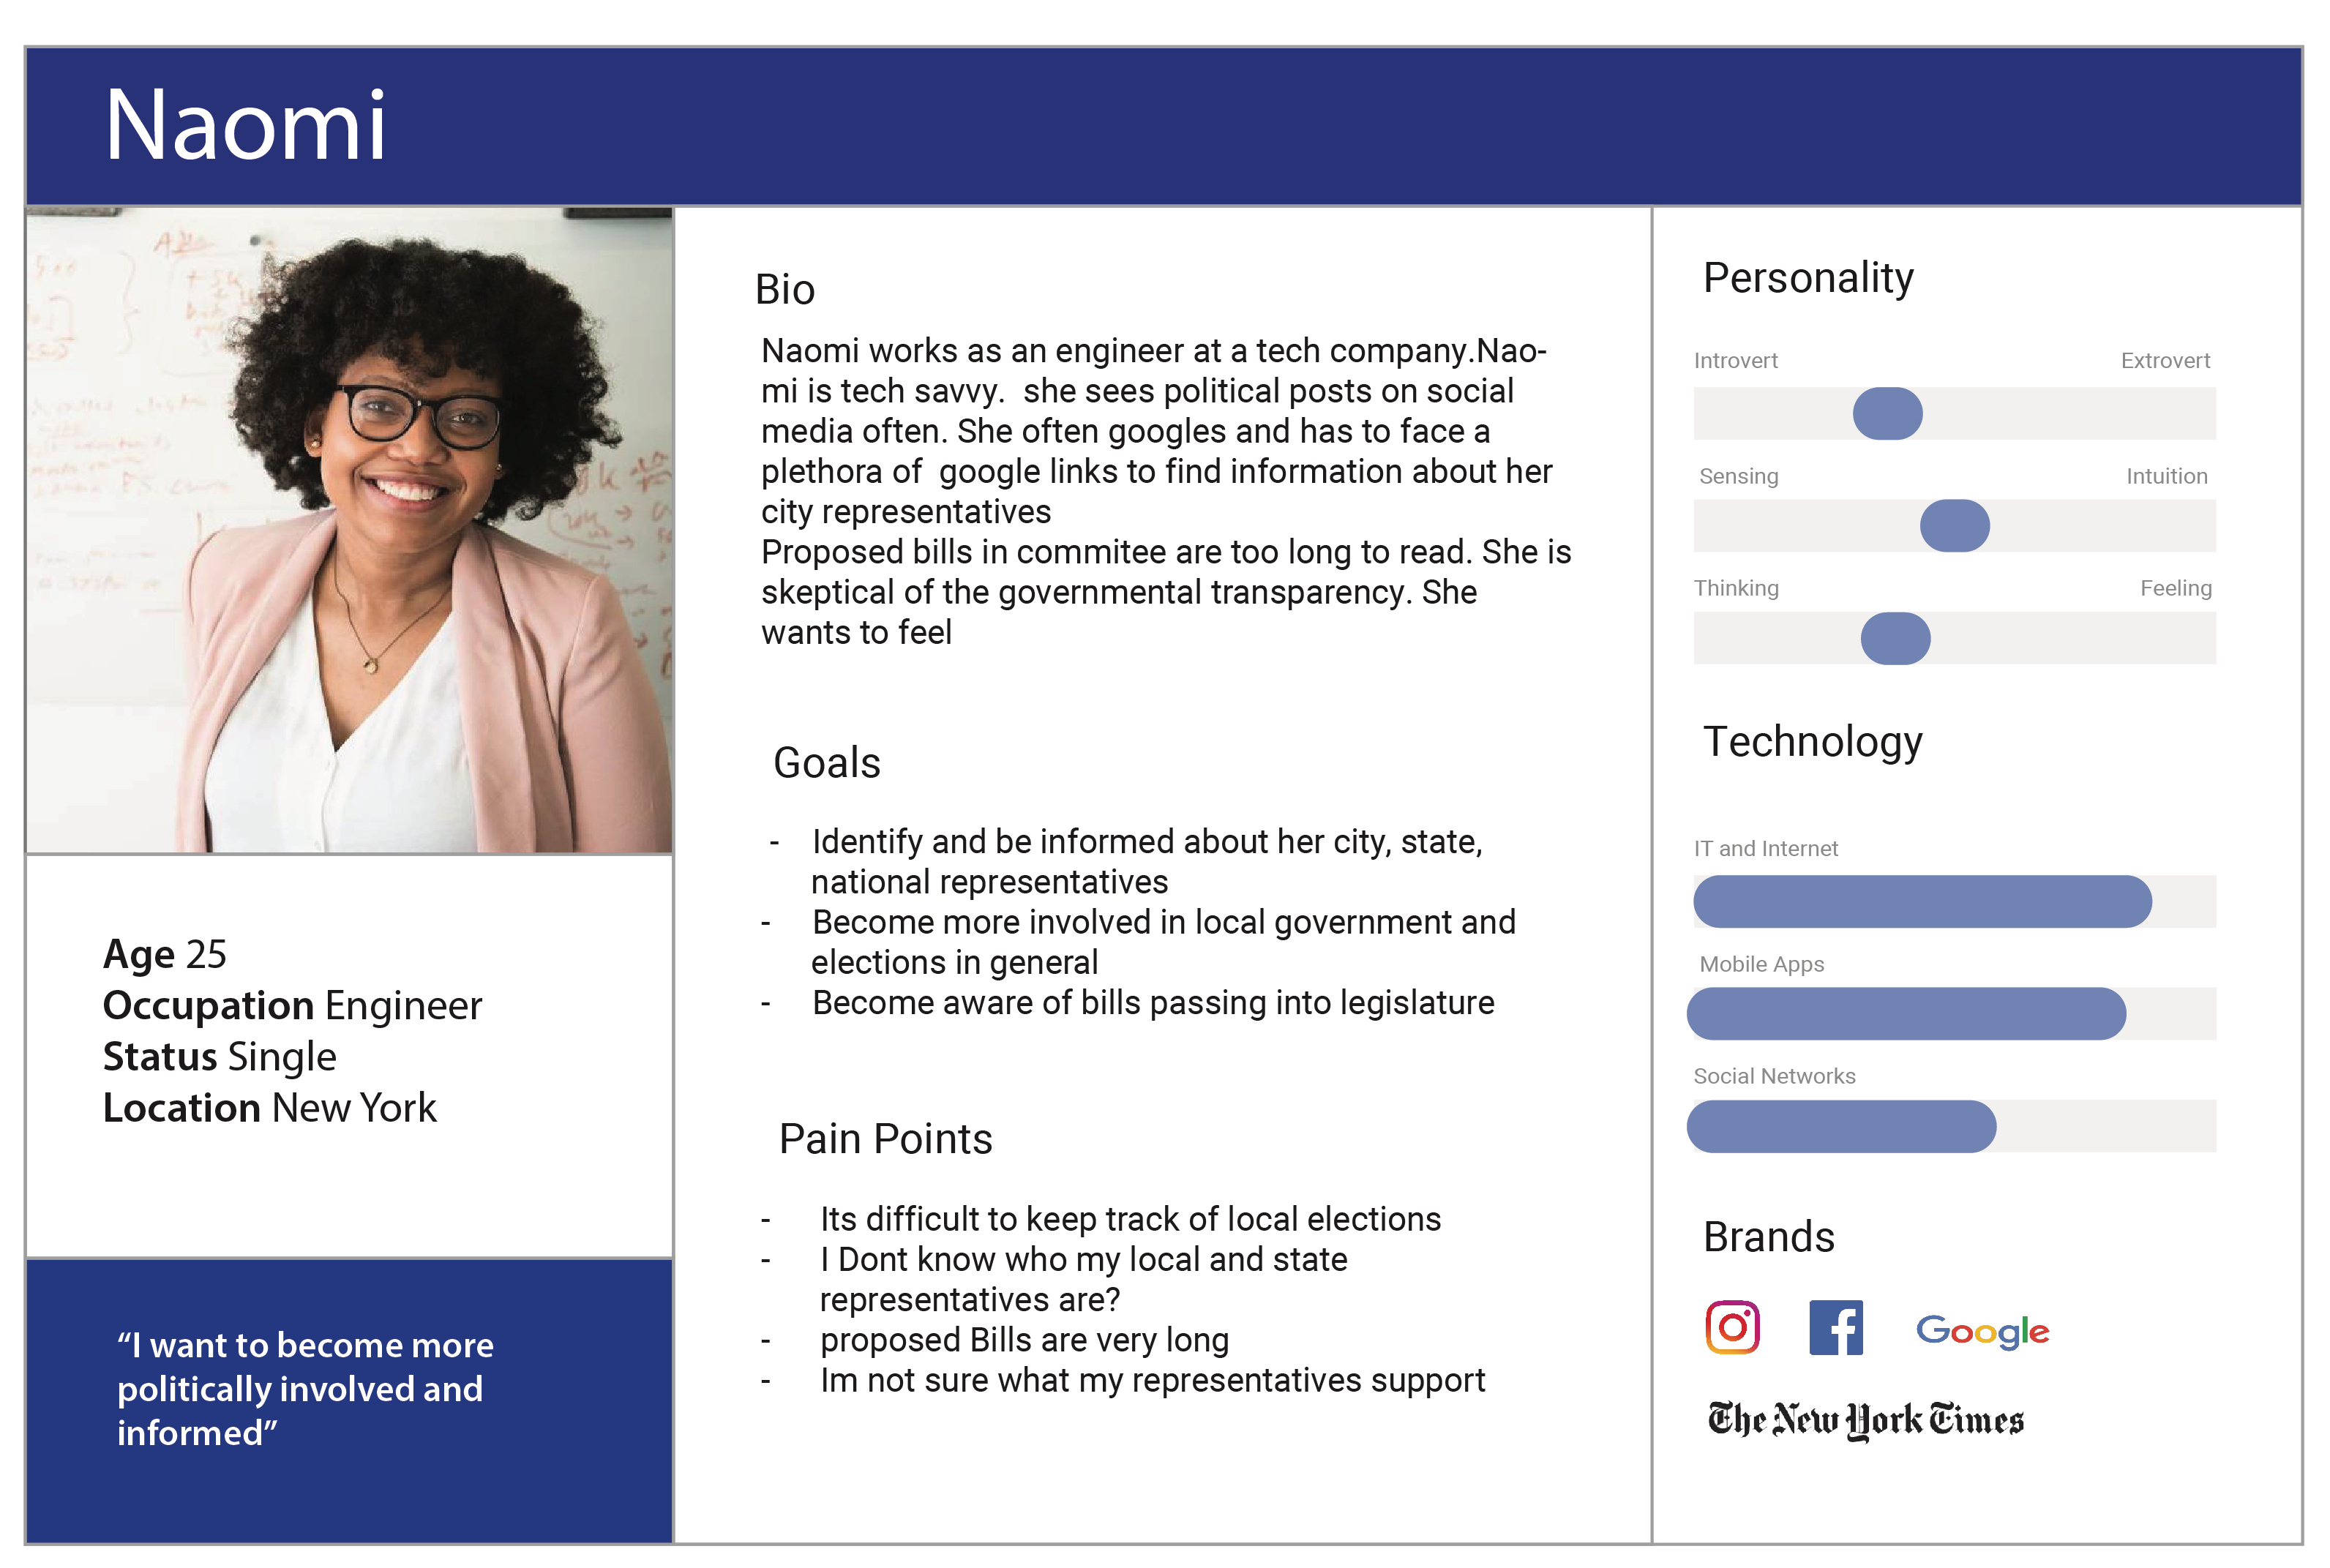 Naomi
Bio
Naomi works as an engineer at a tech company.Nao-
mi is tech savvy.  she sees political posts on social
media often. She often googles and has to face a
plethora of  google links to find information about her
city representatives
Proposed bills in commitee are too long to read. She is
skeptical of the governmental transparency. She
wants to feel
Goals
- Identify and be informed about her city, state,
national representatives
- Become more involved in local government and
elections in general
- Become aware of bills passing into legislature
Pain Points
- Its difficult to keep track of local elections
- I Dont know who my local and state
representatives are?
- proposed Bills are very long
- Im not sure what my representatives support
Age 25
Occupation Engineer
Status Single
Location New York
“I want to become more
politically involved and
informed”
Personality
Introvert Extrovert
Sensing Intuition
Thinking Feeling
Technology
IT and Internet
Mobile Apps
Social Networks
Brands
Google
The New York Times